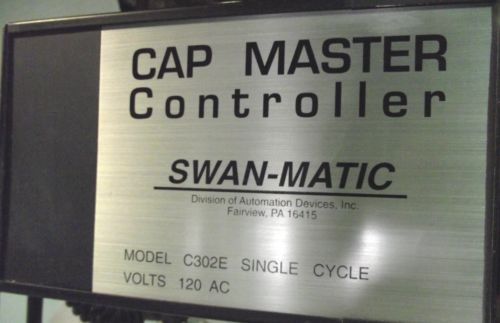 CAP MASTER
Controller
SWAN-MATIC
Division of Automation Devices, Inc.
Fairview, PA 16415
MODEL C302E SINGLE CYCLE
VOLTS 120 AC